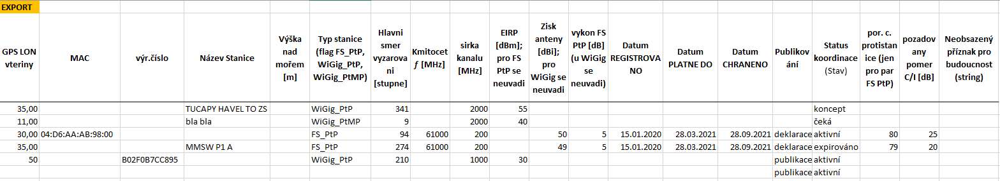 EXPORT
GPS LON vteriny MAC výr.číslo Název Stanice Výška nad mořem [m] Typ stanice (flag FS_PtP, WiGig_PtP, WiGig_PtMP) Hlavni smer vyzarovani [stupne] Kmitocet f [MHz] sirka kanalu [MHz] EIRP [dBm]; pro FS PtP se neuvadi Zisk anteny [dBi]; pro WiGig se neuvadi vykon FS PtP [dB] (u WiGig se neuvadi) Datum REGISTROVANO Datum PLATNE DO Datum CHRANENO Publikování Status koordinace (Stav) por. c. protistanice (jen pro par FS PtP) pozadovany pomer C/I [dB] Neobsazený příznak pro budoucnost (string)
35,00 TUCAPY HAVEL TO ZS WiGig_PtP 341 2000 55 koncept
11,00 bla bla WiGig_PtMP 9 2000 40 čeká
30,00 04:D6:AA:AB:98:00 FS_PtP 94 61000 200 50 5 15.01.2020 28.03.2021 28.09.2021 deklarace aktivní 80 25
35,00 MMSW P1 A FS_PtP 274 61000 200 49 5 15.01.2020 28.03.2021 28.09.2021 deklarace expirováno 79 20
50 B02F0B7CC895 WiGig_PtP 210 1000 30 publikace aktivní
publikace aktivní